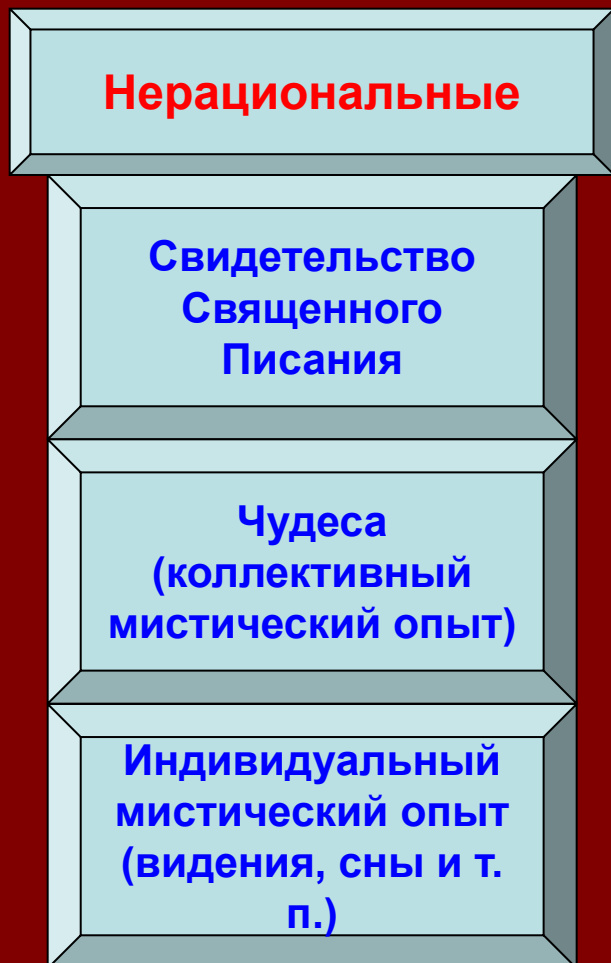 Нерациональные
Свидетельство
Священного
Писания
Чудеса
(коллективный
мистический опыт)
Индивидуальный
мистический опыт
(видения, сны и т.
п.)